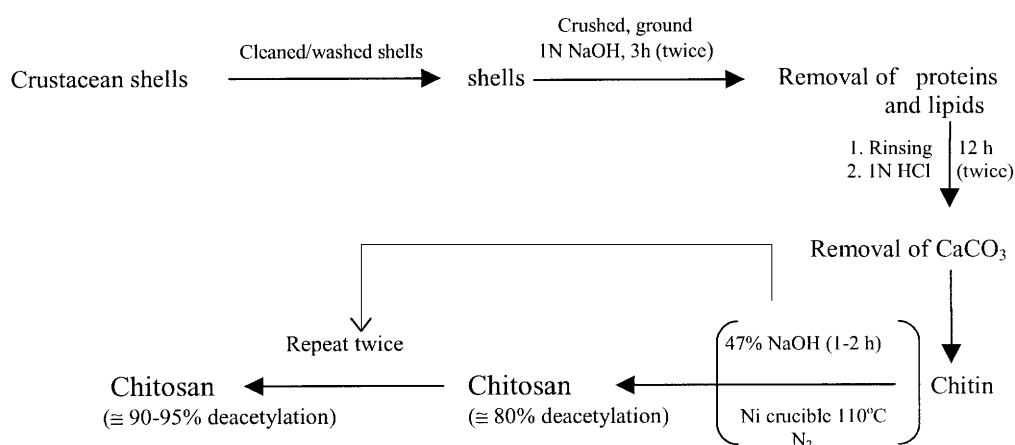 Crustacean shells
Cleaned/washed shells
shells
Crushed, ground
1N NaOH, 3h (twice)
Removal of proteins
and lipids
1. Rinsing
2. 1N HCl
12 h
(twice)
Removal of CaCO₃
Chitin
47% NaOH (1-2 h)
Ni crucible 110°C
N₂
Chitosan
(≅ 80% deacetylation)
Repeat twice
Chitosan
(≅ 90-95% deacetylation)